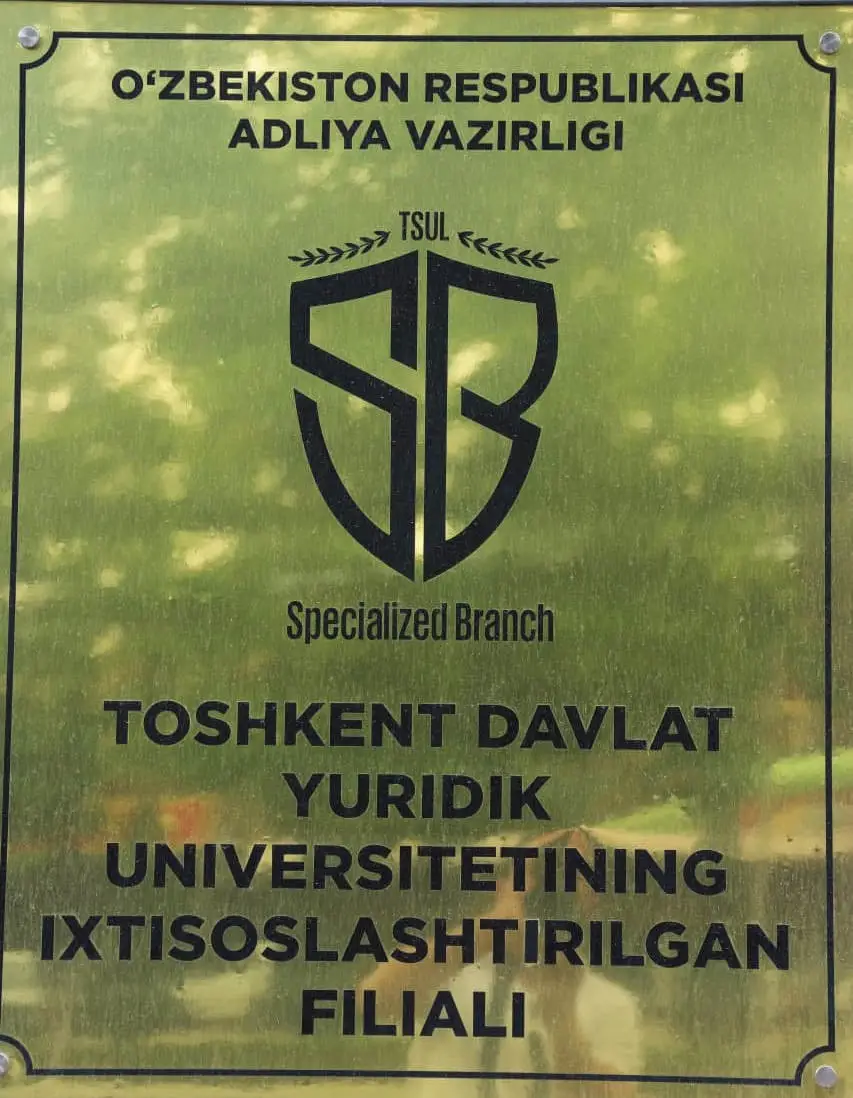 O‘ZBEKISTON RESPUBLIKASI
ADLIYA VAZIRLIGI
TSUL
SB
Specialized Branch
TOSHKENT DAVLAT
YURIDIK
UNIVERSITETINING
IXTISOSLASHTIRILGAN
FILIALI